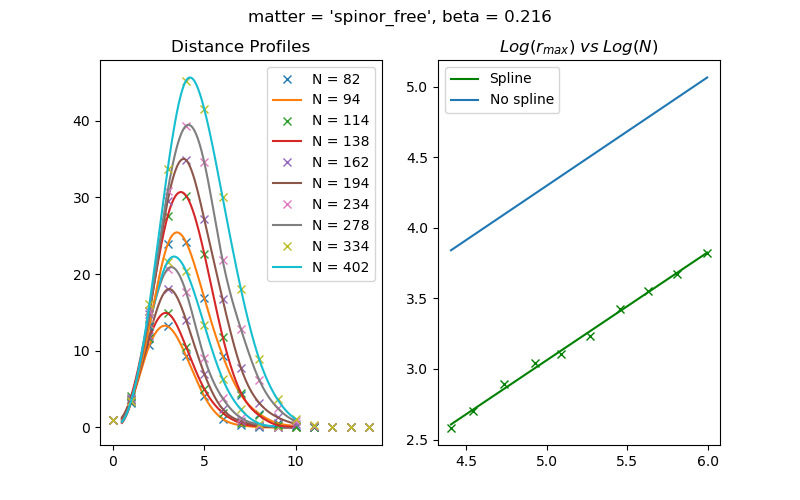 matter = 'spinor_free', beta = 0.216
Distance Profiles
N = 82
N = 94
N = 114
N = 138
N = 162
N = 194
N = 234
N = 278
N = 334
N = 402
40
30
20
10
0
0 5 10
Log(r_max) vs Log(N)
Spline
No spline
5.0
4.5
4.0
3.5
3.0
2.5
4.5 5.0 5.5 6.0